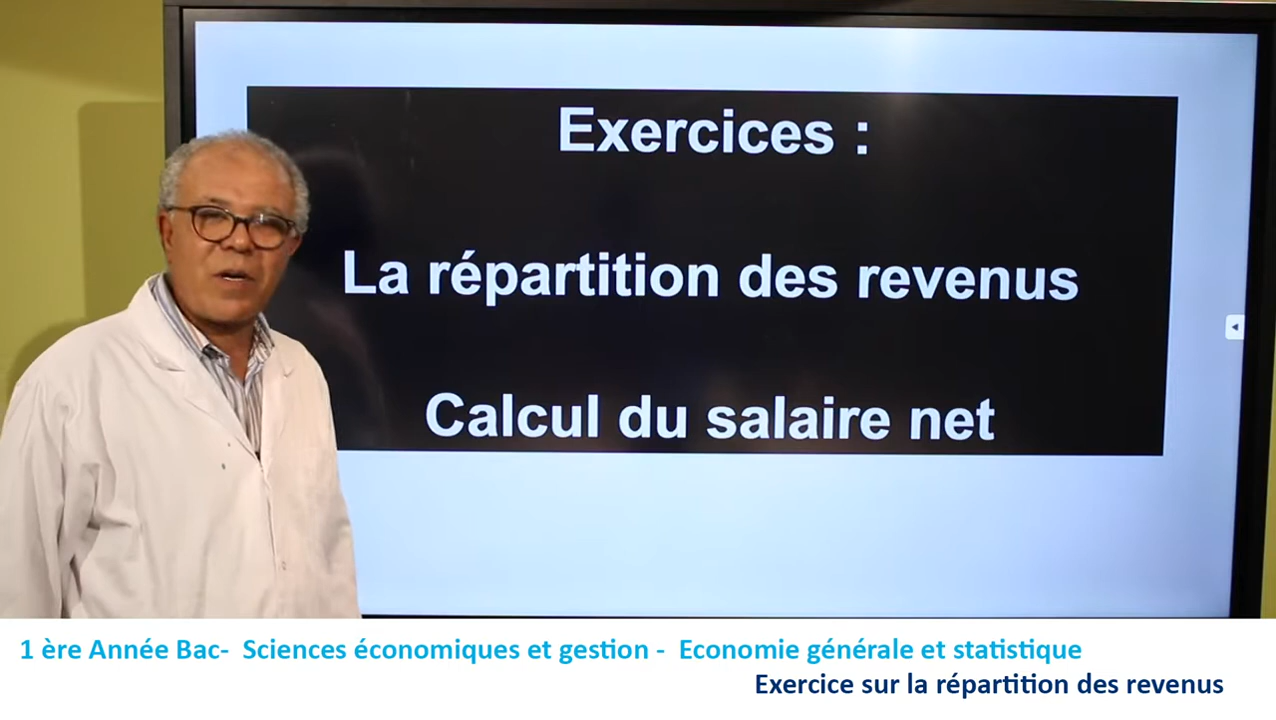 Exercices :
La répartition des revenus
Calcul du salaire net
1 ère Année Bac- Sciences économiques et gestion - Economie générale et statistique
Exercice sur la répartition des revenus